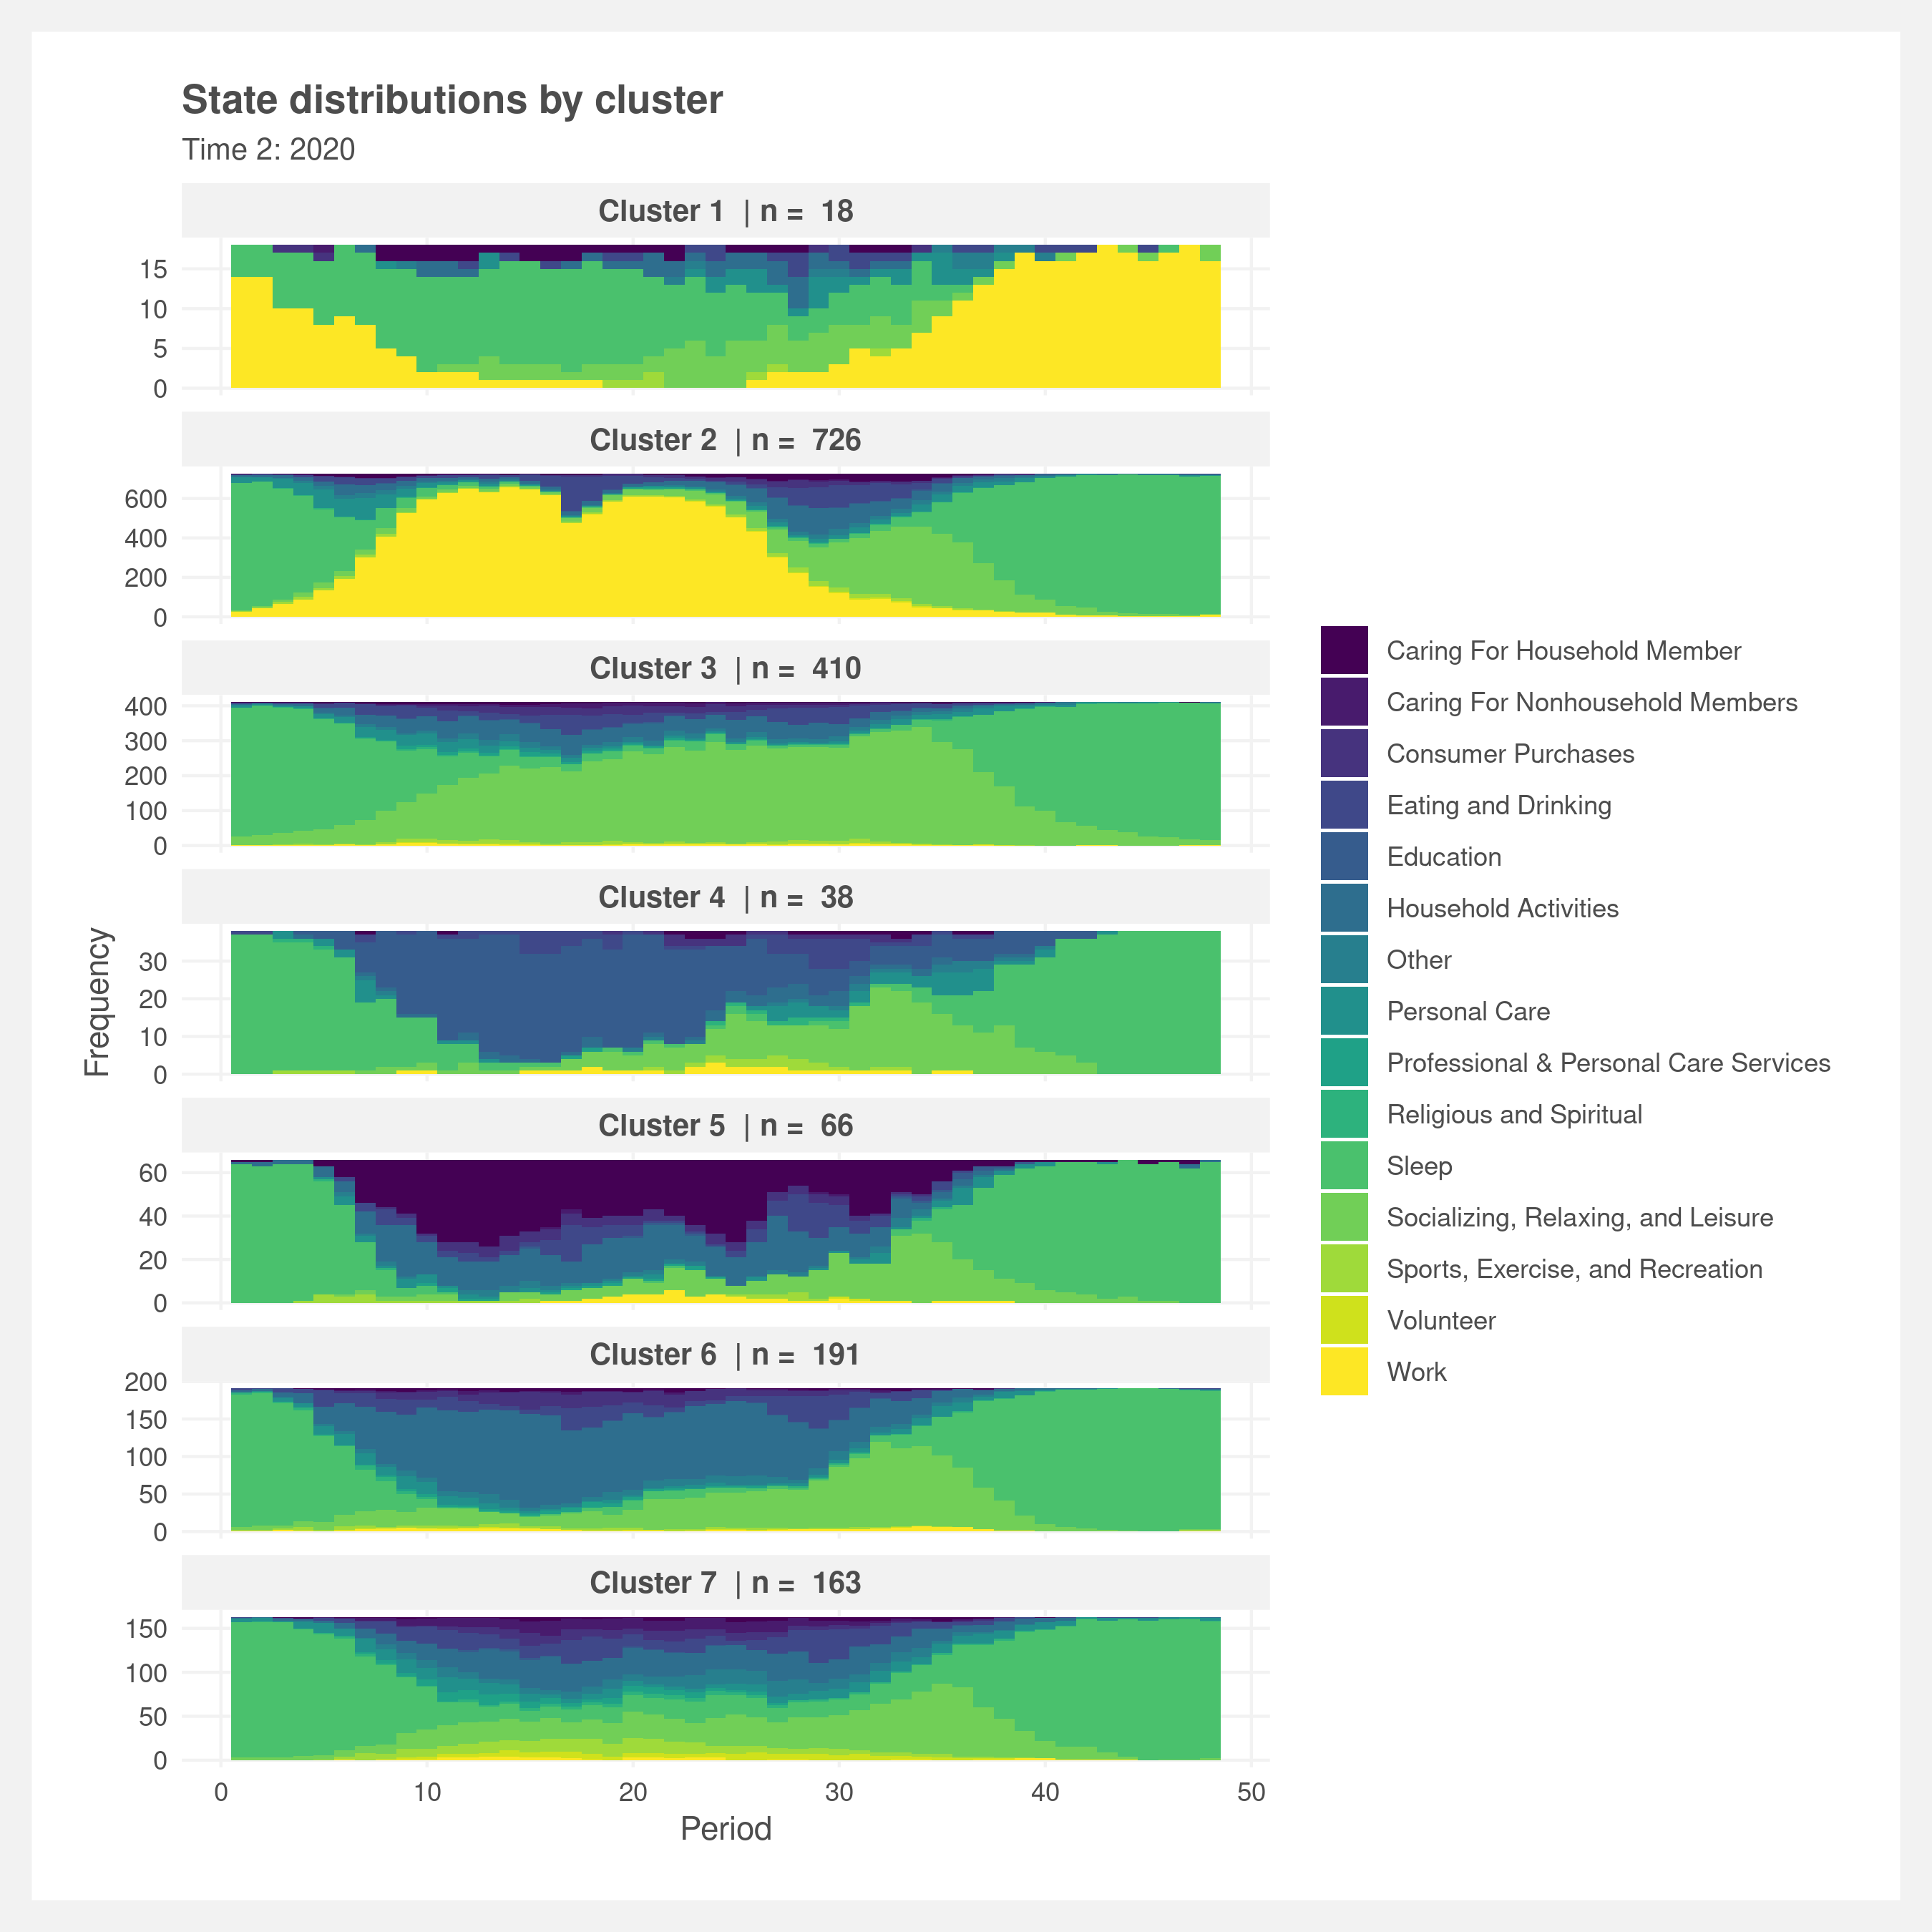 State distributions by cluster
Time 2: 2020
Cluster 1 | n = 18
15
10
5
0
Cluster 2 | n = 726
600
400
200
0
Cluster 3 | n = 410
400
300
200
100
0
Cluster 4 | n = 38
30
20
10
0
Cluster 5 | n = 66
60
40
20
0
Cluster 6 | n = 191
200
150
100
50
0
Cluster 7 | n = 163
150
100
50
0
0 10 20 30 40 50
Period
Frequency
Caring For Household Member
Caring For Nonhousehold Members
Consumer Purchases
Eating and Drinking
Education
Household Activities
Other
Personal Care
Professional & Personal Care Services
Religious and Spiritual
Sleep
Socializing, Relaxing, and Leisure
Sports, Exercise, and Recreation
Volunteer
Work